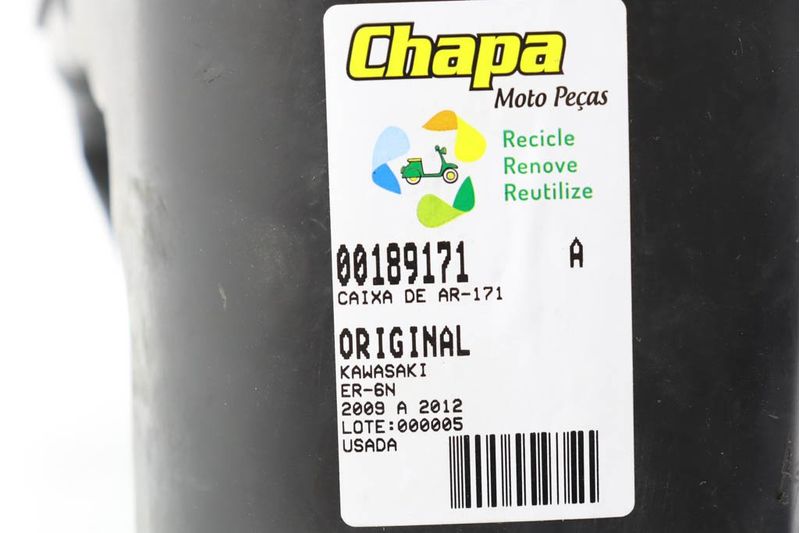 Chapa
Moto Peças
Recicle
Renove
Reutilize
00189171 A
CAIXA DE AR-171
ORIGINAL
KAWASAKI
ER-6N
2009 A 2012
LOTE:000005
USADA